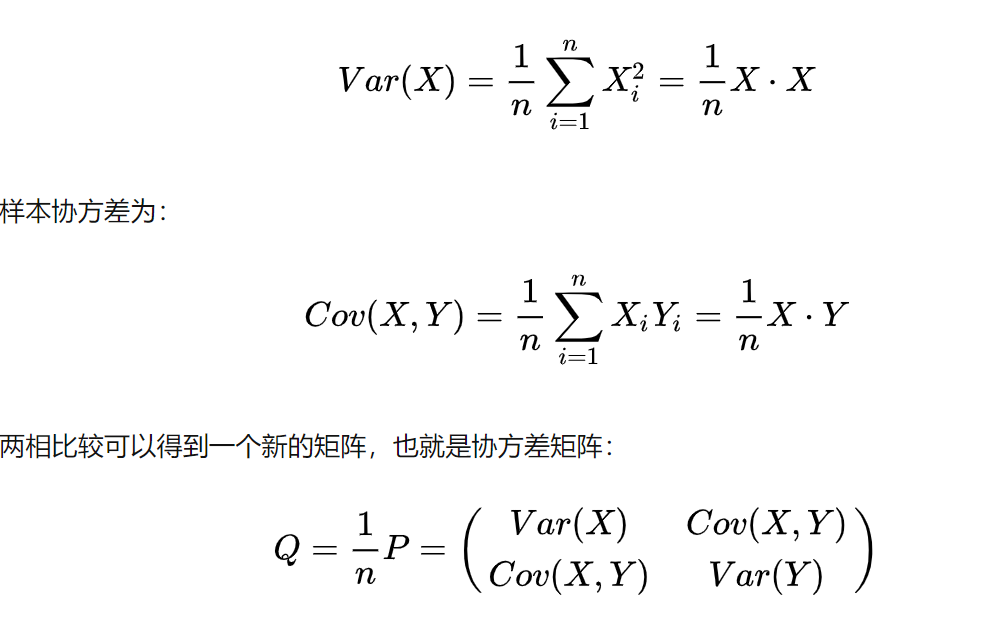 $$Var(X) = \frac{1}{n}\sum_{i=1}^{n} X_i^2 = \frac{1}{n} X \cdot X$$
样本协方差为：
$$Cov(X, Y) = \frac{1}{n}\sum_{i=1}^{n} X_i Y_i = \frac{1}{n} X \cdot Y$$
两相比较可以得到一个新的矩阵，也就是协方差矩阵：
$$Q = \frac{1}{n} P = \begin{pmatrix} Var(X) & Cov(X, Y) \\ Cov(X, Y) & Var(Y) \end{pmatrix}$$